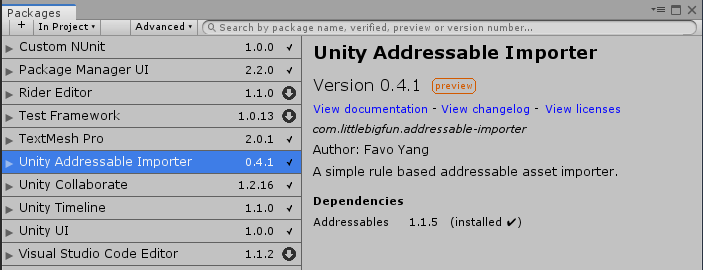 Packages
+ In Project Advanced Search by package name, verified, preview or version number...
Custom NUnit 1.0.0 ✓
Package Manager UI 2.2.0 ✓
Rider Editor 1.1.0
Test Framework 1.0.13
TextMesh Pro 2.0.1 ✓
Unity Addressable Importer 0.4.1 ✓
Unity Collaborate 1.2.16 ✓
Unity Timeline 1.1.0 ✓
Unity UI 1.0.0 ✓
Visual Studio Code Editor 1.1.2
Unity Addressable Importer
Version 0.4.1 preview
View documentation - View changelog - View licenses
com.littlebigfun.addressable-importer
Author: Favo Yang
A simple rule based addressable asset importer.
Dependencies
Addressables 1.1.5 (installed ✔)